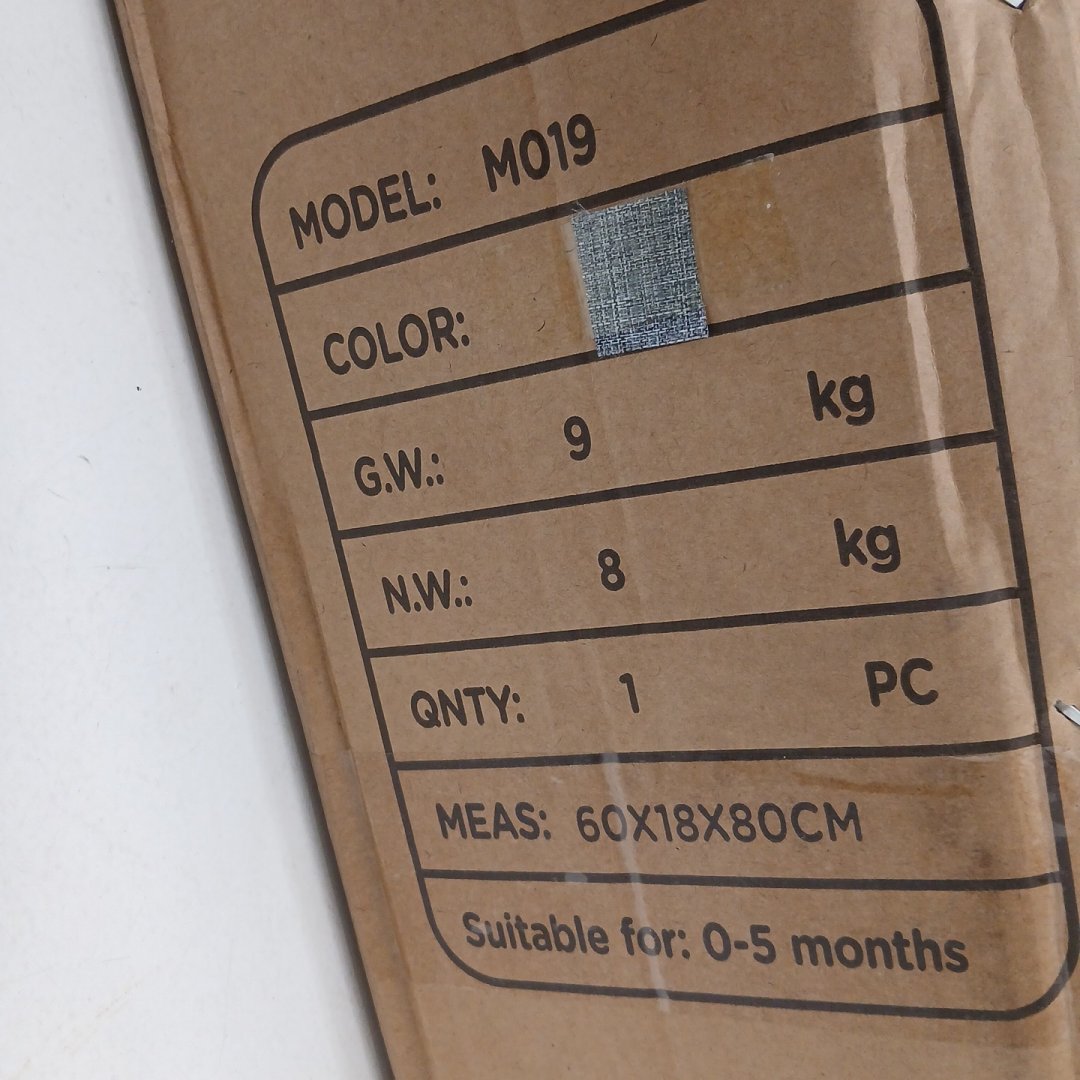 MODEL: M019
COLOR:
G.W.: 9 kg
N.W.: 8 kg
QNTY: 1 PC
MEAS: 60X18X80CM
Suitable for: 0-5 months